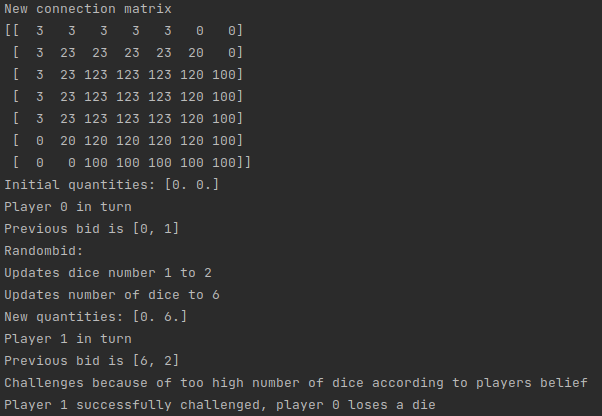 New connection matrix
[[  3   3   3   3   3   0   0]
 [  3  23  23  23  23  20   0]
 [  3  23 123 123 123 120 100]
 [  3  23 123 123 123 120 100]
 [  3  23 123 123 123 120 100]
 [  0  20 120 120 120 120 100]
 [  0   0 100 100 100 100 100]]
Initial quantities: [0. 0.]
Player 0 in turn
Previous bid is [0, 1]
Randombid:
Updates dice number 1 to 2
Updates number of dice to 6
New quantities: [0. 6.]
Player 1 in turn
Previous bid is [6, 2]
Challenges because of too high number of dice according to players belief
Player 1 successfully challenged, player 0 loses a die